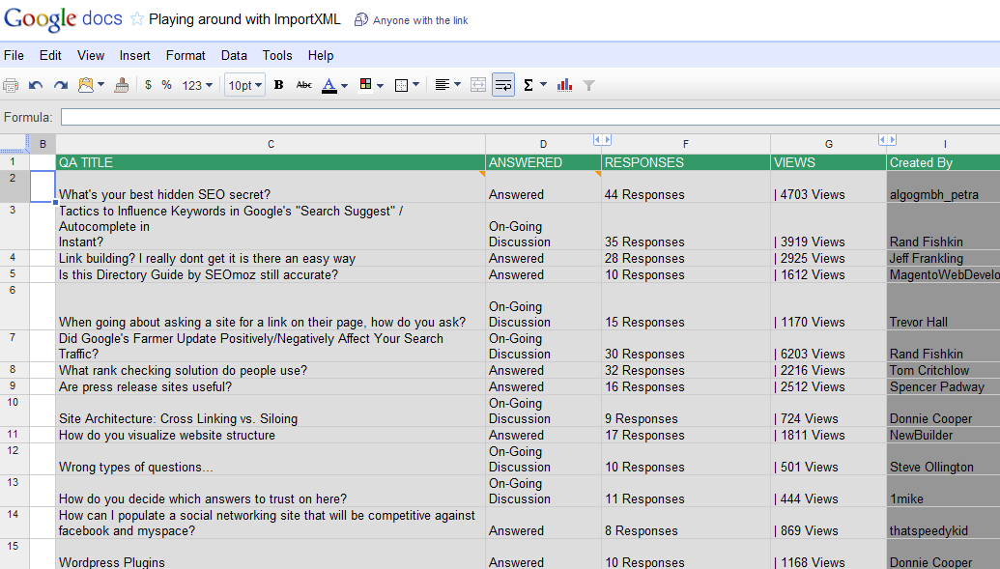 Google docs ☆ Playing around with ImportXML Anyone with the link
File Edit View Insert Format Data Tools Help
$ % 123 10pt B Abc A Σ
Formula:
B C D F G I
1 QA TITLE ANSWERED RESPONSES VIEWS Created By
2 What's your best hidden SEO secret? Answered 44 Responses | 4703 Views algogmbh_petra
3 Tactics to Influence Keywords in Google's "Search Suggest" /
Autocomplete in On-Going
Instant? Discussion 35 Responses | 3919 Views Rand Fishkin
4 Link building? I really dont get it is there an easy way Answered 28 Responses | 2925 Views Jeff Frankling
5 Is this Directory Guide by SEOmoz still accurate? Answered 10 Responses | 1612 Views MagentoWebDevelo
6 On-Going
When going about asking a site for a link on their page, how do you ask? Discussion 15 Responses | 1170 Views Trevor Hall
7 Did Google's Farmer Update Positively/Negatively Affect Your Search On-Going
Traffic? Discussion 30 Responses | 6203 Views Rand Fishkin
8 What rank checking solution do people use? Answered 32 Responses | 2216 Views Tom Critchlow
9 Are press release sites useful? Answered 16 Responses | 2512 Views Spencer Padway
10 On-Going
Site Architecture: Cross Linking vs. Siloing Discussion 9 Responses | 724 Views Donnie Cooper
11 How do you visualize website structure Answered 17 Responses | 1811 Views NewBuilder
12 On-Going
Wrong types of questions... Discussion 10 Responses | 501 Views Steve Ollington
13 On-Going
How do you decide which answers to trust on here? Discussion 11 Responses | 444 Views 1mike
14 How can I populate a social networking site that will be competitive against
facebook and myspace? Answered 8 Responses | 869 Views thatspeedykid
15 Wordpress Plugins Answered 10 Responses | 1168 Views Donnie Cooper